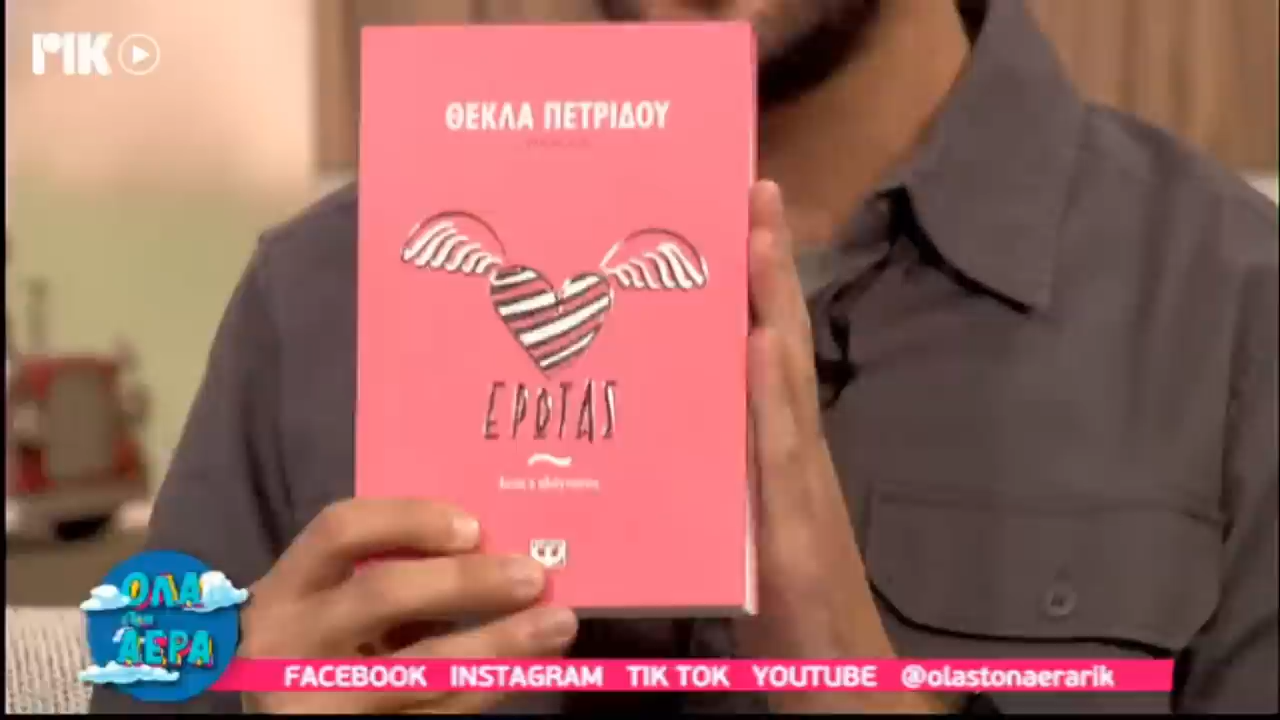 ΡΙΚ
ΘΕΚΛΑ ΠΕΤΡΙΔΟΥ
ΕΡΩΤΑΣ
ΟΛΑ
ΑΕΡΑ
FACEBOOK INSTAGRAM TIK TOK YOUTUBE @olastonaerarik